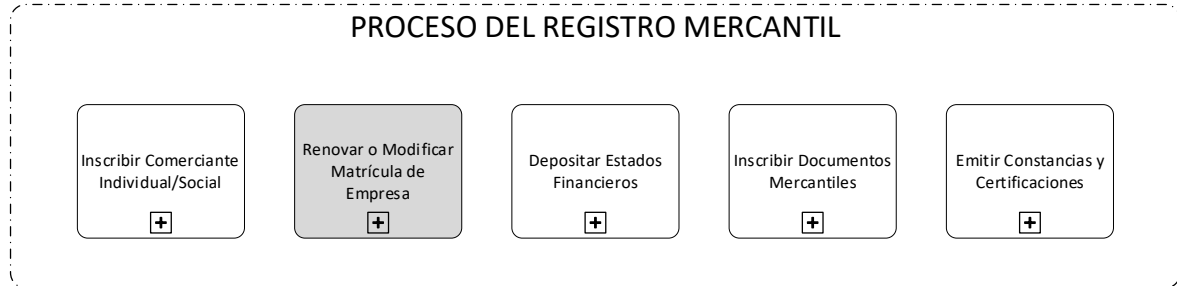 PROCESO DEL REGISTRO MERCANTIL
Inscribir Comerciante
Individual/Social
Renovar o Modificar
Matrícula de
Empresa
Depositar Estados
Financieros
Inscribir Documentos
Mercantiles
Emitir Constancias y
Certificaciones